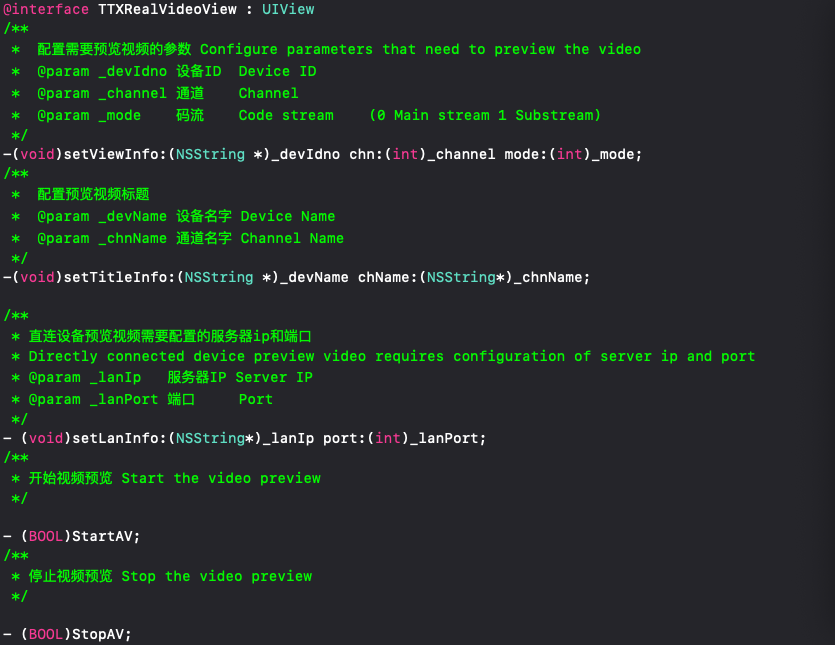 @interface TTXRealVideoView : UIView
/**
 *  配置需要预览视频的参数 Configure parameters that need to preview the video
 *  @param _devIdno 设备ID  Device ID
 *  @param _channel 通道    Channel
 *  @param _mode    码流    Code stream    (0 Main stream 1 Substream)
 */
-(void)setViewInfo:(NSString *)_devIdno chn:(int)_channel mode:(int)_mode;
/**
 *  配置预览视频标题
 *  @param _devName 设备名字 Device Name
 *  @param _chnName 通道名字 Channel Name
 */
-(void)setTitleInfo:(NSString *)_devName chName:(NSString*)_chnName;
/**
 * 直连设备预览视频需要配置的服务器ip和端口
 * Directly connected device preview video requires configuration of server ip and port
 * @param _lanIp   服务器IP Server IP
 * @param _lanPort 端口     Port
 */
- (void)setLanInfo:(NSString*)_lanIp port:(int)_lanPort;
/**
 * 开始视频预览 Start the video preview
 */
- (BOOL)StartAV;
/**
 * 停止视频预览 Stop the video preview
 */
- (BOOL)StopAV;